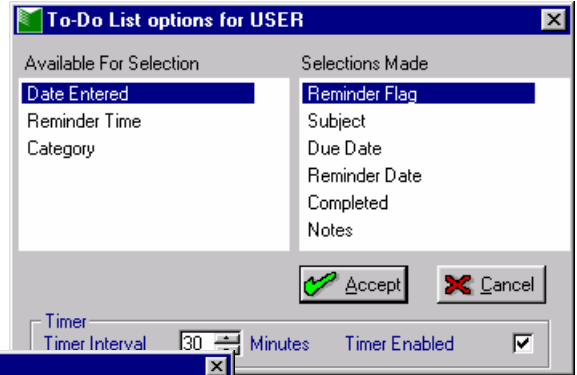 To-Do List options for USER
Available For Selection
Selections Made
Date Entered
Reminder Time
Category
Reminder Flag
Subject
Due Date
Reminder Date
Completed
Notes
Accept
Cancel
Timer
Timer Interval 30 Minutes Timer Enabled